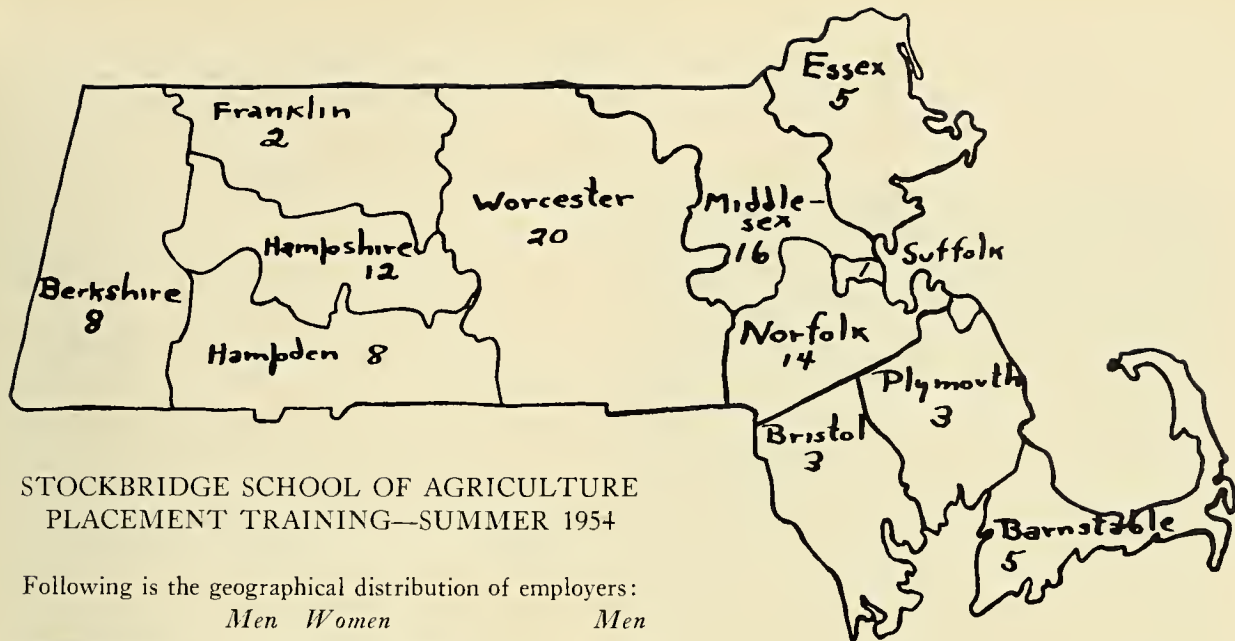 Essex
5
Franklin
2
Worcester
20
Middle-
sex
16
Hampshire
12
Suffolk
1
Berkshire
8
Hampden 8
Norfolk
14
Plymouth
3
Bristol
3
Barnstable
5
STOCKBRIDGE SCHOOL OF AGRICULTURE
PLACEMENT TRAINING—SUMMER 1954
Following is the geographical distribution of employers:
Men Women Men